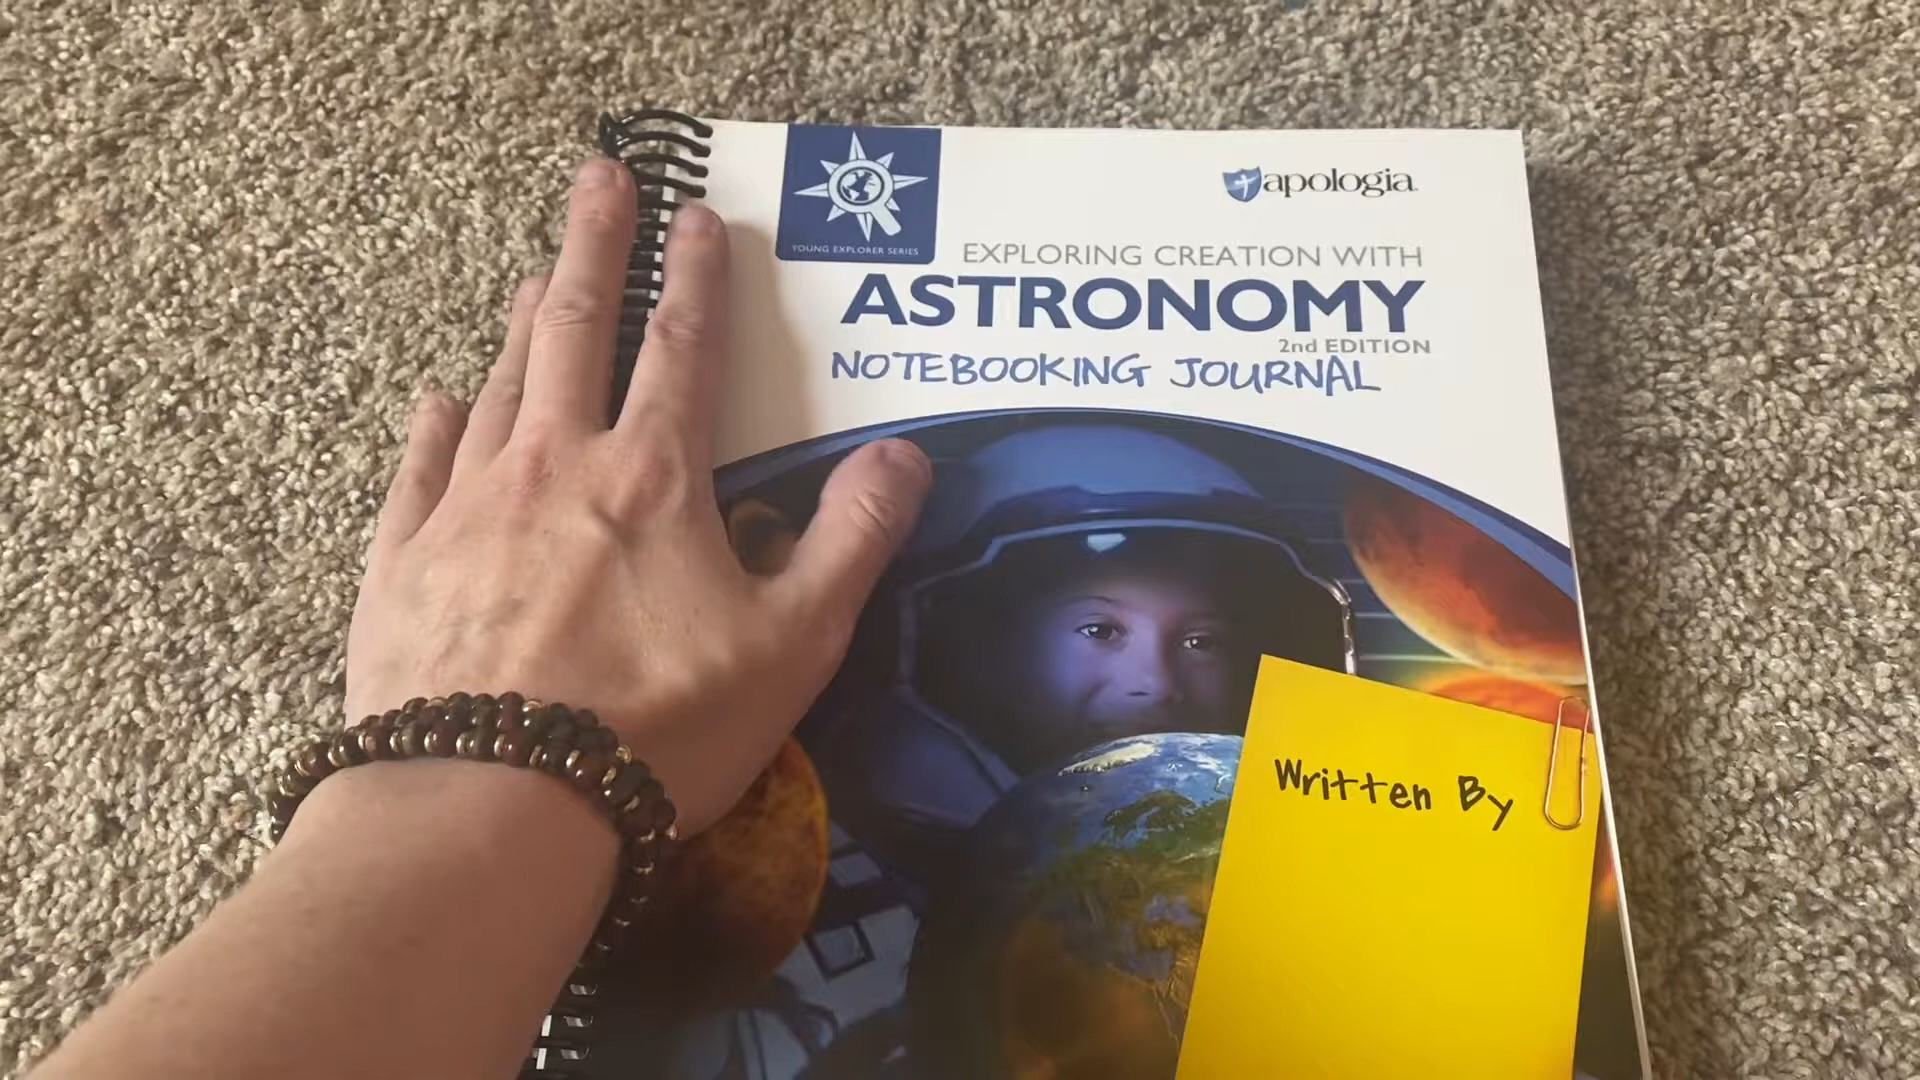 apologia
YOUNG EXPLORER SERIES
EXPLORING CREATION WITH
ASTRONOMY
2nd EDITION
NOTEBOOKING JOURNAL
Written By